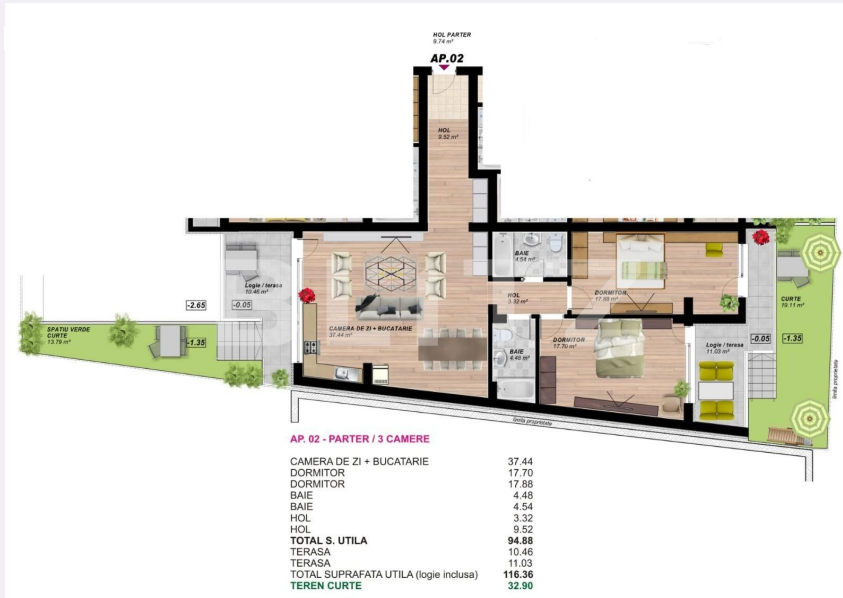 HOL PARTER
9.74 m²
AP.02
HOL
9.52 m²
BAIE
4.54 m²
Logie / terasa
10.46 m²
DORMITOR
17.88 m²
CURTE
19.11 m²
-2.65
-0.05
HOL
3.32 m²
SPATIU VERDE
CURTE
13.79 m²
-1.35
CAMERA DE ZI + BUCATARIE
37.44 m²
BAIE
4.48 m²
DORMITOR
17.70 m²
Logie / terasa
11.03 m²
-0.05
-1.35
limita proprietate
limita proprietate
AP. 02 - PARTER / 3 CAMERE
CAMERA DE ZI + BUCATARIE 37.44
DORMITOR 17.70
DORMITOR 17.88
BAIE 4.48
BAIE 4.54
HOL 3.32
HOL 9.52
TOTAL S. UTILA 94.88
TERASA 10.46
TERASA 11.03
TOTAL SUPRAFATA UTILA (logie inclusa) 116.36
TEREN CURTE 32.90